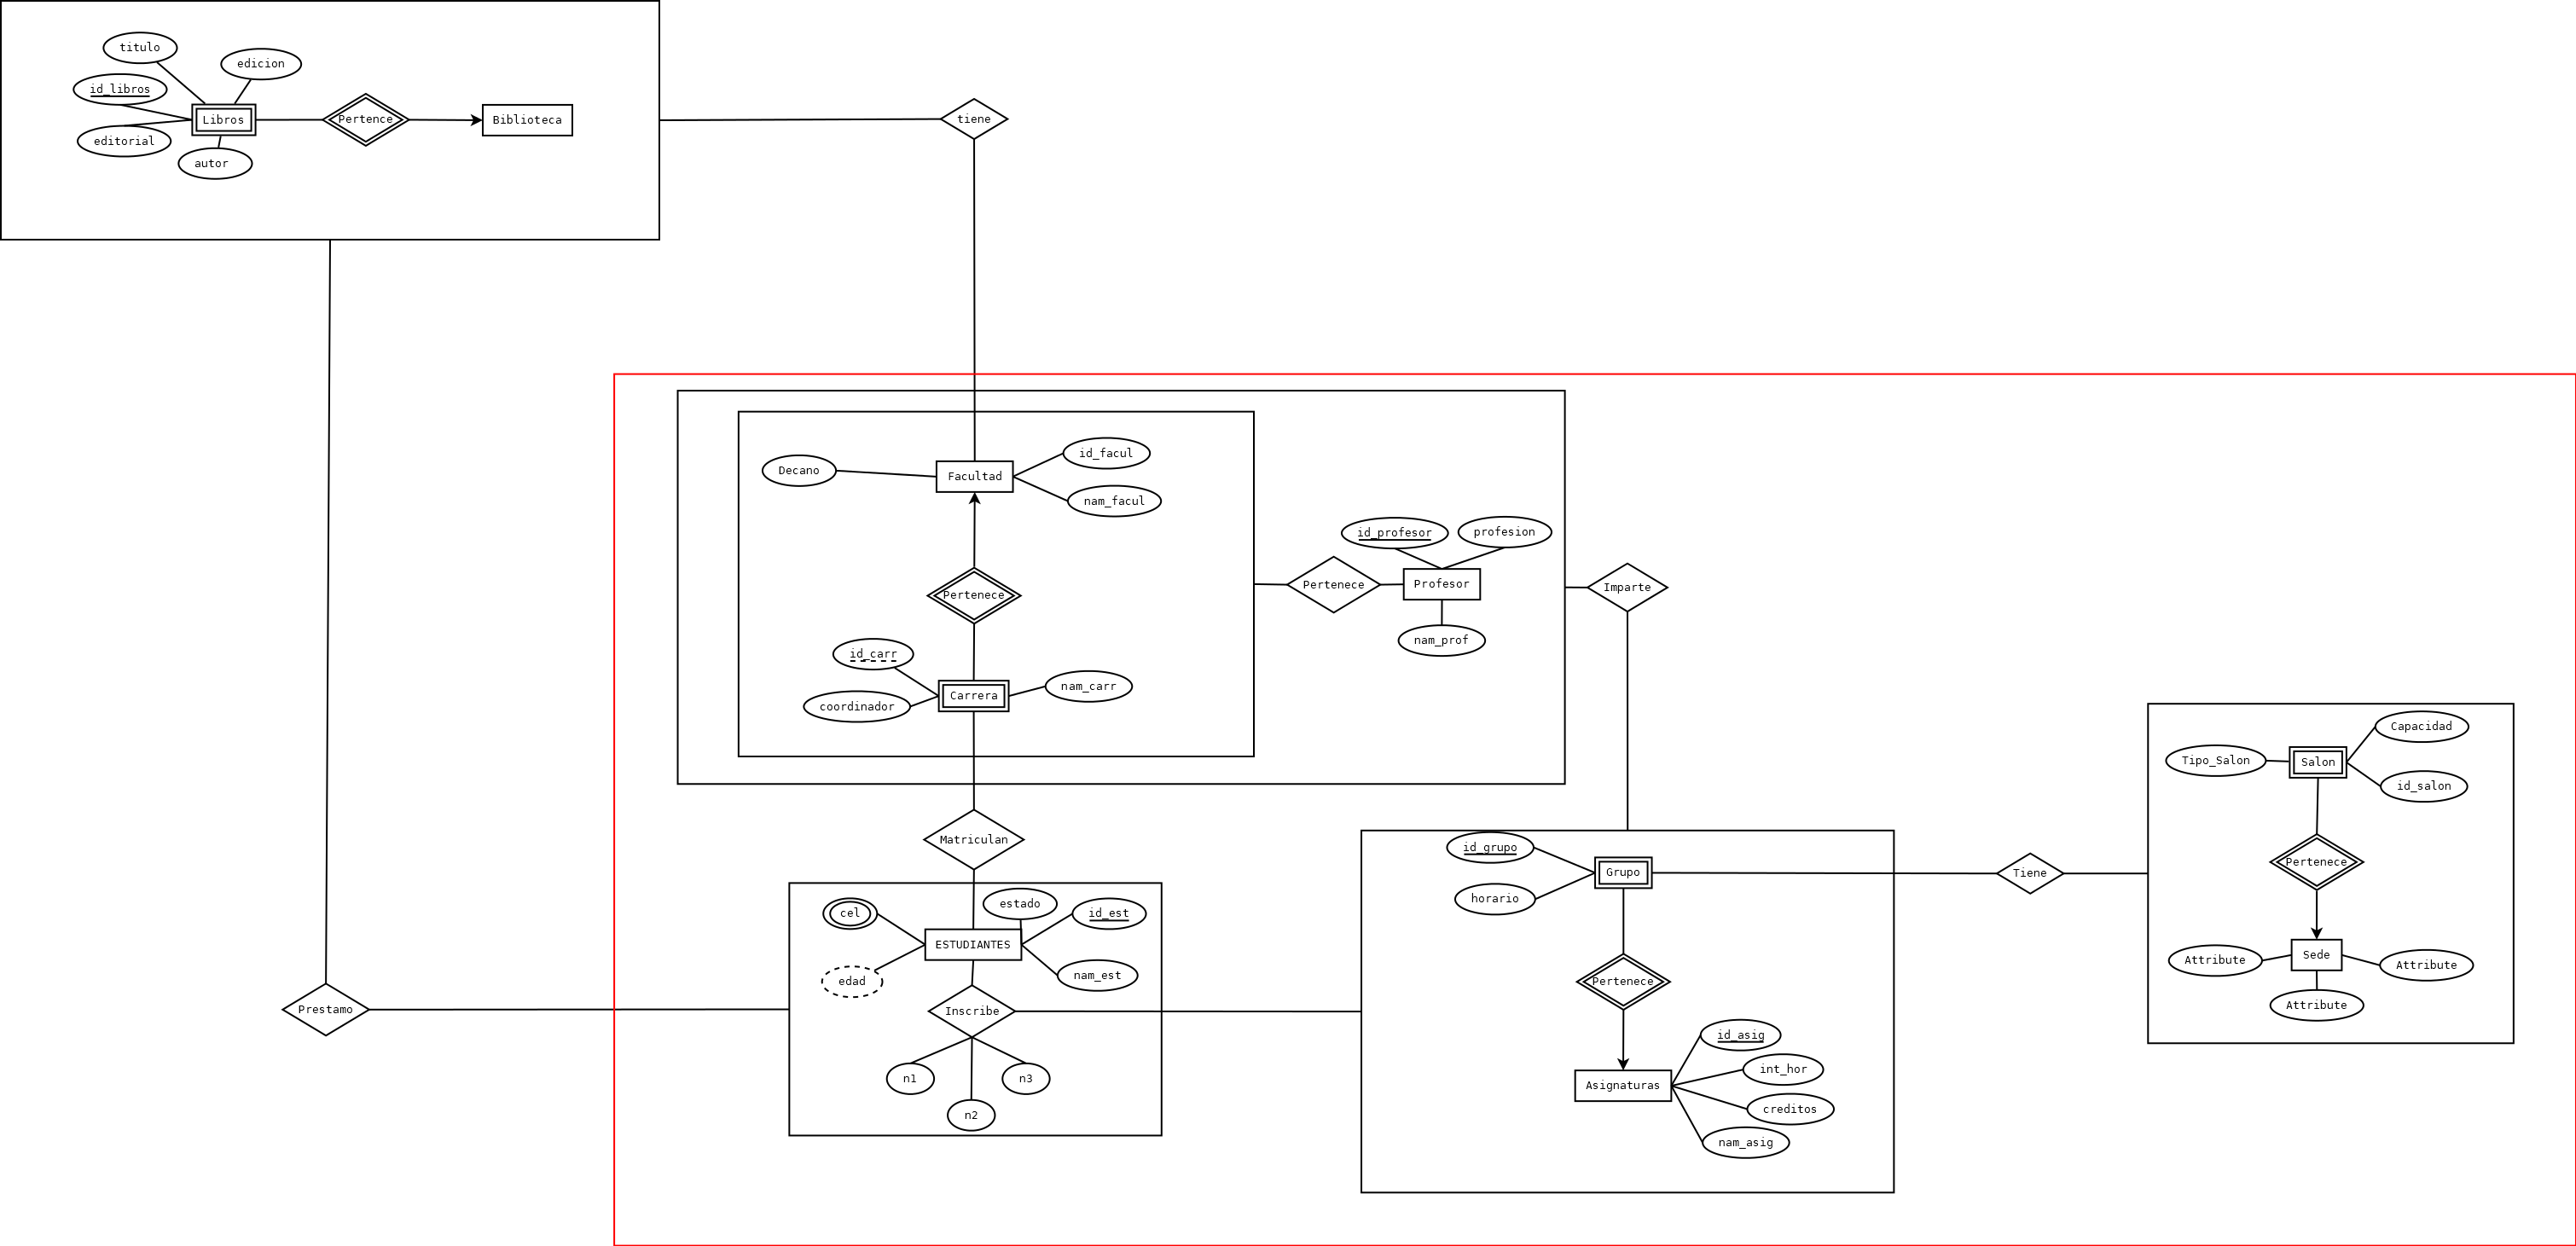 titulo
edicion
id_libros
Libros
Pertence
Biblioteca
editorial
autor
tiene
Decano
Facultad
id_facul
nam_facul
Pertenece
id_carr
Carrera
nam_carr
coordinador
Pertenece
id_profesor
profesion
Profesor
nam_prof
Imparte
Matriculan
cel
estado
id_est
ESTUDIANTES
edad
nam_est
Prestamo
Inscribe
n1
n3
n2
id_grupo
Grupo
horario
Pertenece
id_asig
int_hor
Asignaturas
creditos
nam_asig
Tiene
Capacidad
Tipo_Salon
Salon
id_salon
Pertenece
Attribute
Sede
Attribute
Attribute